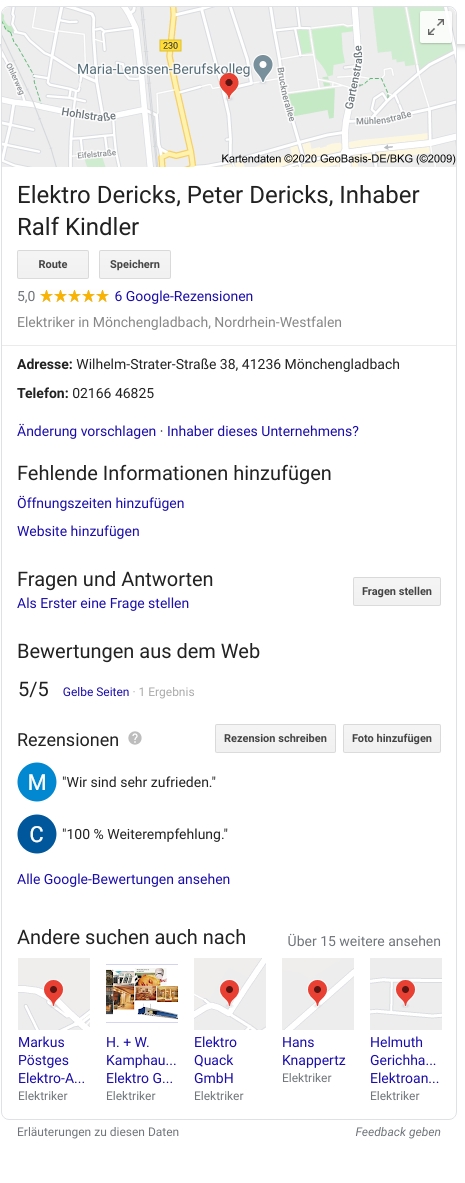 230
Maria-Lenssen-Berufskolleg
Ohlerweg
Hohlstraße
Eifelstraße
Brucknerallee
Gartenstraße
Mühlenstraße
Kartendaten ©2020 GeoBasis-DE/BKG (©2009)
Elektro Dericks, Peter Dericks, Inhaber
Ralf Kindler
Route Speichern
5,0 ★★★★★ 6 Google-Rezensionen
Elektriker in Mönchengladbach, Nordrhein-Westfalen
Adresse: Wilhelm-Strater-Straße 38, 41236 Mönchengladbach
Telefon: 02166 46825
Änderung vorschlagen · Inhaber dieses Unternehmens?
Fehlende Informationen hinzufügen
Öffnungszeiten hinzufügen
Website hinzufügen
Fragen und Antworten
Als Erster eine Frage stellen
Fragen stellen
Bewertungen aus dem Web
5/5 Gelbe Seiten · 1 Ergebnis
Rezensionen ? Rezension schreiben Foto hinzufügen
M "Wir sind sehr zufrieden."
C "100 % Weiterempfehlung."
Alle Google-Bewertungen ansehen
Andere suchen auch nach Über 15 weitere ansehen
Markus
Pöstges
Elektro-A...
Elektriker
H. + W.
Kamphau...
Elektro G...
Elektriker
Elektro
Quack
GmbH
Elektriker
Hans
Knappertz
Elektriker
Helmuth
Gerichha...
Elektroan...
Elektriker
Erläuterungen zu diesen Daten Feedback geben